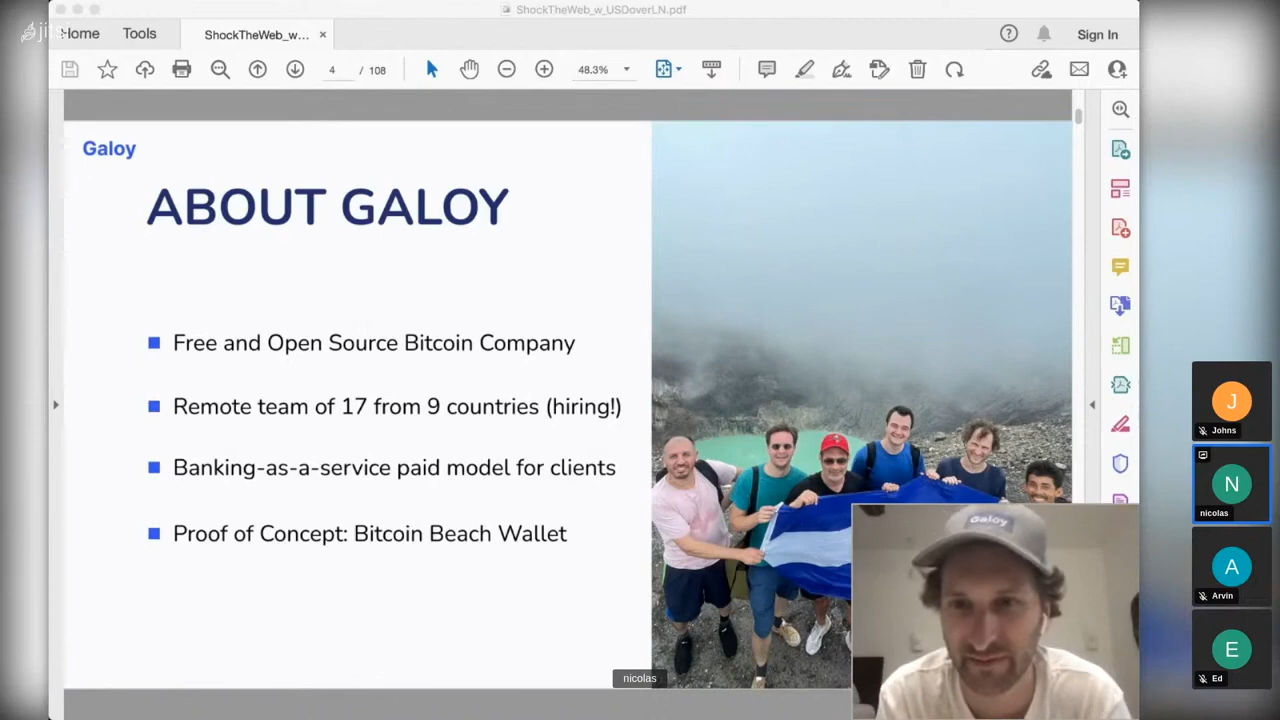 ShockTheWeb_w_USDoverLN.pdf
jitsi
Home
Tools
ShockTheWeb_w... ×
Sign In
4 / 108
48.3%
Galoy
ABOUT GALOY
Free and Open Source Bitcoin Company
Remote team of 17 from 9 countries (hiring!)
Banking-as-a-service paid model for clients
Proof of Concept: Bitcoin Beach Wallet
Galoy
nicolas
J
Johns
N
nicolas
A
Arvin
E
Ed